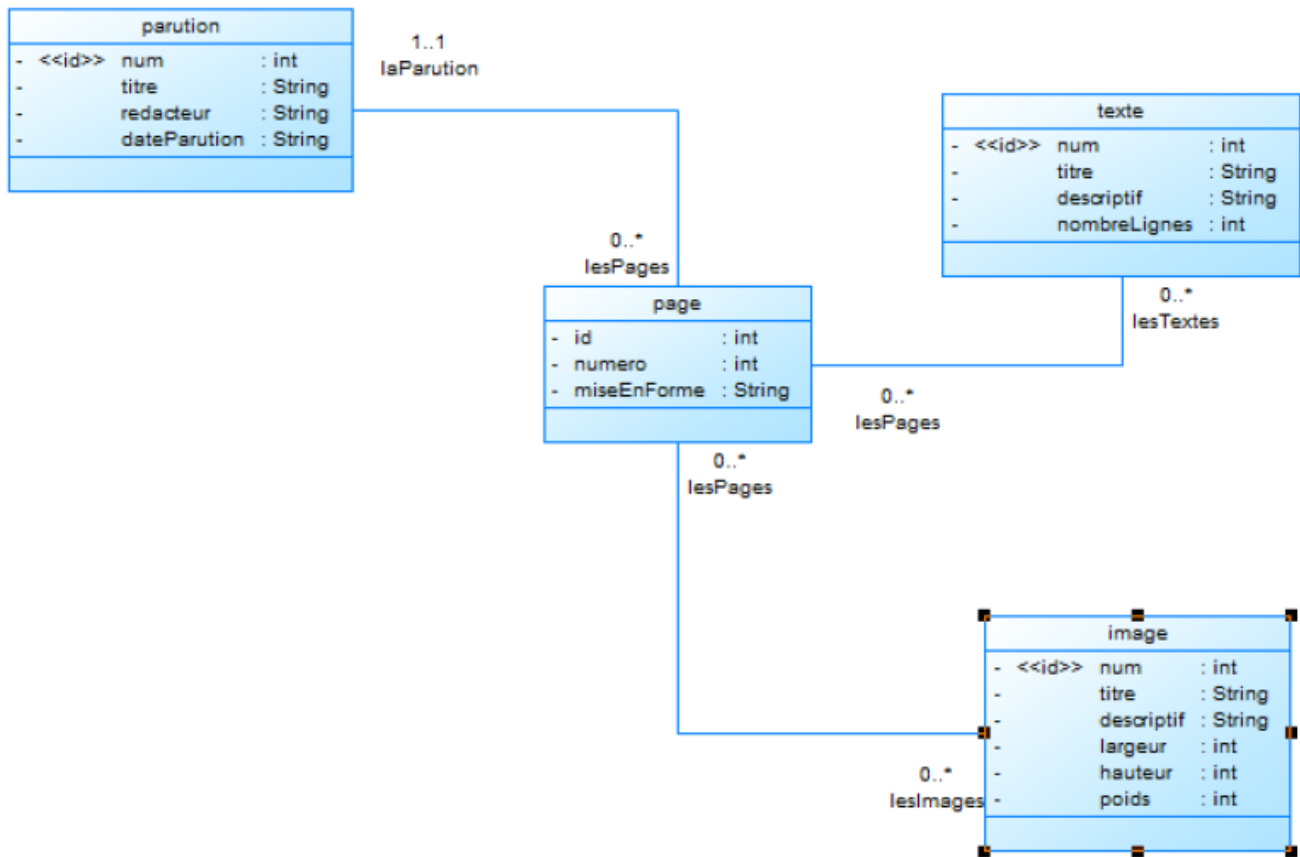 parution
- <<id>> num : int
- titre : String
- redacteur : String
- dateParution : String
1..1
laParution
texte
- <<id>> num : int
- titre : String
- descriptif : String
- nombreLignes : int
0..*
lesPages
page
- id : int
- numero : int
- miseEnForme : String
0..*
lesTextes
0..*
lesPages
0..*
lesPages
image
- <<id>> num : int
- titre : String
- descriptif : String
- largeur : int
- hauteur : int
- poids : int
0..*
lesImages